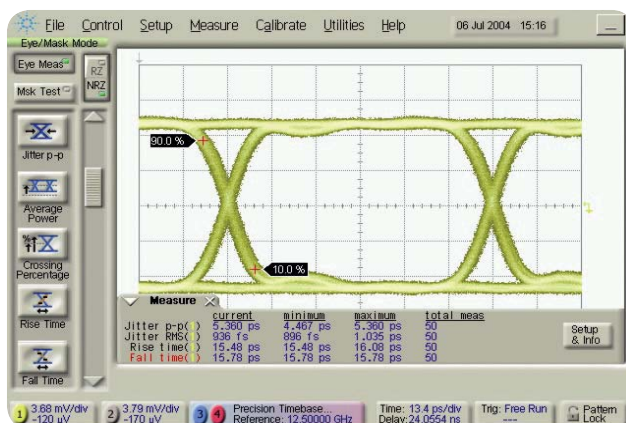 File Control Setup Measure Calibrate Utilities Help 06 Jul 2004 15:16
Eye/Mask Mode
Eye Meas
RZ
Msk Test
NRZ
Jitter p-p
Average
Power
Crossing
Percentage
Rise Time
Fall Time
90.0 %
10.0 %
Measure
current minimum maximum total meas
Jitter p-p(1) 5.360 ps 4.467 ps 5.360 ps 50
Jitter RMS(1) 936 fs 896 fs 1.035 ps 50
Rise time(1) 15.48 ps 15.48 ps 16.08 ps 50
Fall time(1) 15.78 ps 15.78 ps 15.78 ps 50
Setup
& Info
1 3.68 mV/div
-120 µV
2 3.79 mV/div
-170 µV
3 4
Precision Timebase...
Reference: 12.50000 GHz
Time: 13.4 ps/div
Delay: 24.0554 ns
Trig: Free Run
---
Pattern
Lock